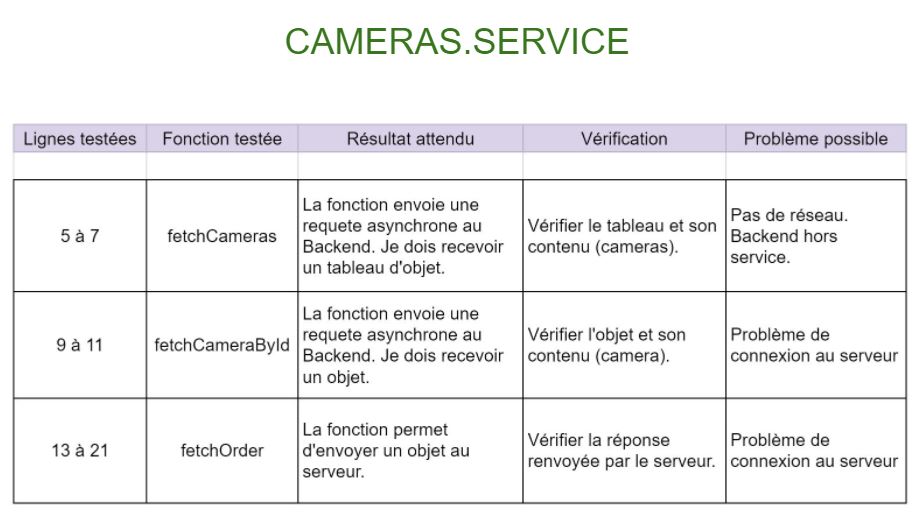 CAMERAS.SERVICE
Lignes testées Fonction testée Résultat attendu Vérification Problème possible
5 à 7
fetchCameras
La fonction envoie une
requete asynchrone au
Backend. Je dois recevoir
un tableau d'objet.
Vérifier le tableau et son
contenu (cameras).
Pas de réseau.
Backend hors
service.
9 à 11
fetchCameraById
La fonction envoie une
requete asynchrone au
Backend. Je dois recevoir
un objet.
Vérifier l'objet et son
contenu (camera).
Problème de
connexion au serveur
13 à 21
fetchOrder
La fonction permet
d'envoyer un objet au
serveur.
Vérifier la réponse
renvoyée par le serveur.
Problème de
connexion au serveur